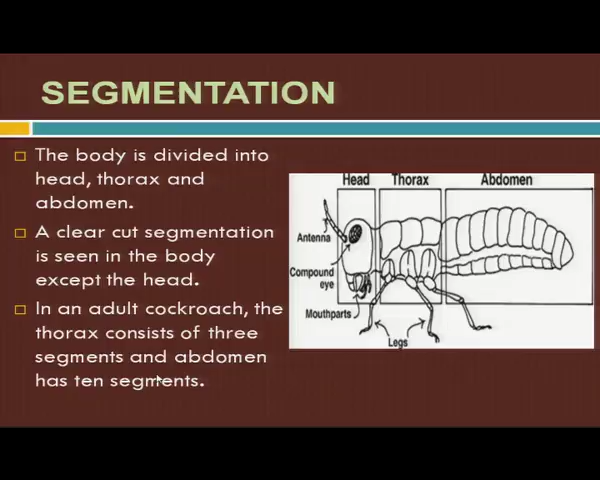 SEGMENTATION
The body is divided into
head, thorax and
abdomen.
A clear cut segmentation
is seen in the body
except the head.
In an adult cockroach, the
thorax consists of three
segments and abdomen
has ten segments.
Head Thorax Abdomen
Antenna
Compound
eye
Mouthparts
Legs